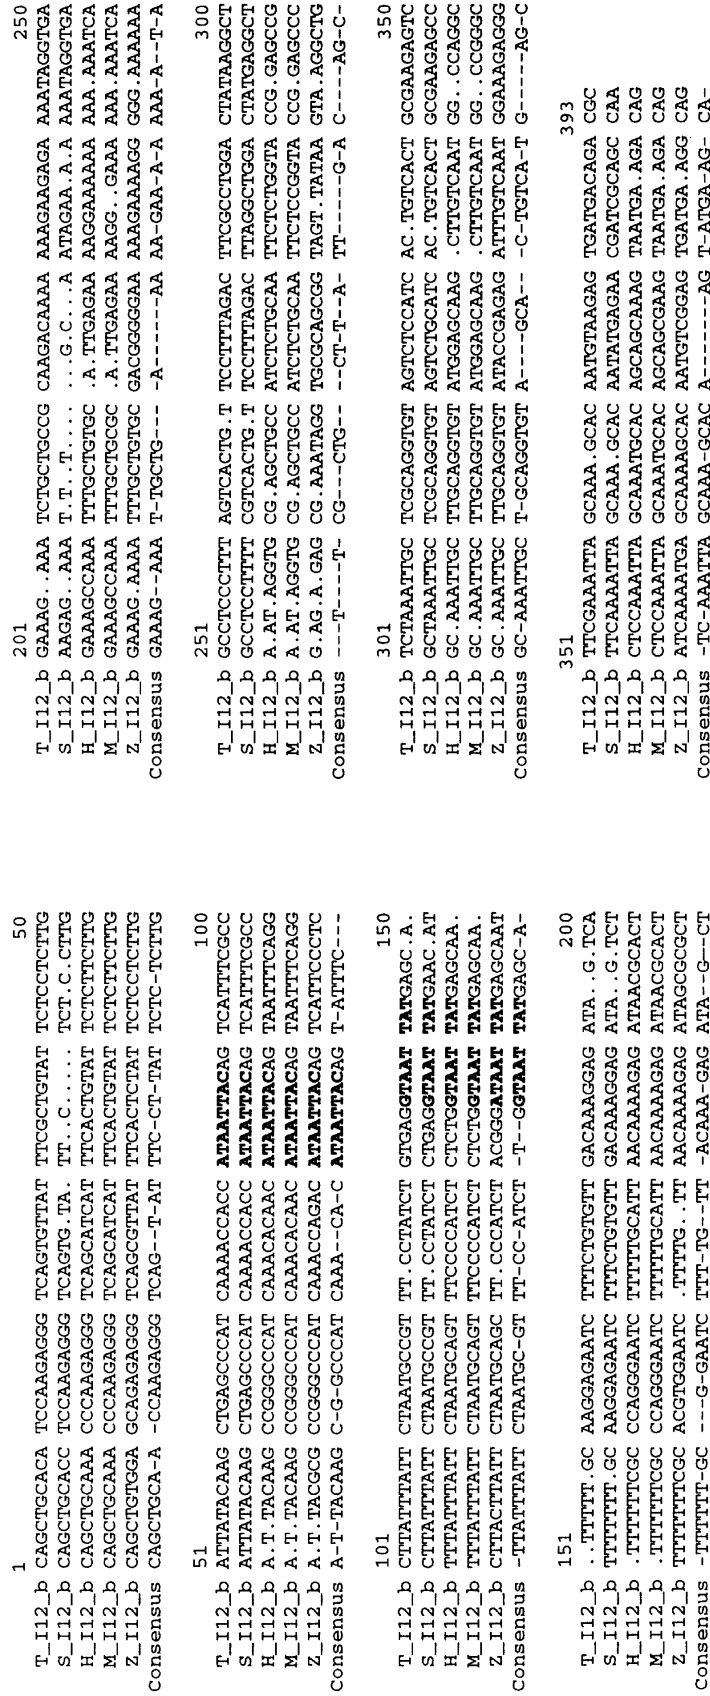 1 50
T_I12_b CAGCTGCACA TCCAAGAGGG TCAGTGTTAT TTCGCTGTAT TCTCCTCTTG
S_I12_b CAGCTGCACC TCCAAGAGGG TCAGTG.TA. TT..C..... TCT.C.CTTG
H_I12_b CAGCTGCAAA CCCAAGAGGG TCAGCATCAT TTCACTGTAT TCTCTTCTTG
M_I12_b CAGCTGCAAA CCCAAGAGGG TCAGCATCAT TTCACTGTAT TCTCTTCTTG
Z_I12_b CAGCTGTGGA GCAGAGAGGG TCAGCGTTAT TTCACTCTAT TCTCCTCTTG
Consensus CAGCTGCA-A -CCAAGAGGG TCAG--T-AT TTC-CT-TAT TCTC-TCTTG
51 100
T_I12_b ATTATACAAG CTGAGCCCAT CAAAACCACC ATAATTACAG TCATTTCGCC
S_I12_b ATTATACAAG CTGAGCCCAT CAAAACCACC ATAATTACAG TCATTTCGCC
H_I12_b A.T.TACAAG CCGGGCCCAT CAAACACAAC ATAATTACAG TAATTTCAGG
M_I12_b A.T.TACAAG CCGGGCCCAT CAAACACAAC ATAATTACAG TAATTTCAGG
Z_I12_b A.T.TACGCG CCGGGCCCAT CAAACCAGAC ATAATTACAG TCATTCCCTC
Consensus A-T-TACAAG C-G-GCCCAT CAAA--CA-C ATAATTACAG T-ATTTC---
101 150
T_I12_b CTTATTTATT CTAATGCCGT TT.CCTATCT GTGAGGTAAT TATGAGC.A.
S_I12_b CTTATTTATT CTAATGCCGT TT.CCTATCT CTGAGGTAAT TATGAAC.AT
H_I12_b TTTATTTATT CTAATGCAGT TTCCCCATCT CTCTGGTAAT TATGAGCAA.
M_I12_b TTTATTTATT CTAATGCAGT TTCCCCATCT CTCTGGTAAT TATGAGCAA.
Z_I12_b CTTACTTATT CTAATGCAGC TT.CCCATCT ACGGGATAAT TATGAGCAAT
Consensus -TTATTTATT CTAATGC-GT TT-CC-ATCT -T--GGTAAT TATGAGC-A-
151 200
T_I12_b ..TTTTTT.GC AAGGAGAATC TTTCTGTGTT GACAAAGGAG ATA..G.TCA
S_I12_b TTTTTTT.GC AAGGAGAATC TTTCTGTGTT GACAAAGGAG ATA..G.TCT
H_I12_b .TTTTTTCGC CCAGGGAATC TTTTTGCATT AACAAAAGAG ATAACGCACT
M_I12_b .TTTTTTCGC CCAGGGAATC TTTTTGCATT AACAAAAGAG ATAACGCACT
Z_I12_b TTTTTTTCGC ACGTGGAATC .TTTTG..TT AACAAAAGAG ATAGCGCGCT
Consensus -TTTTTT-GC ---G-GAATC TTT-TG--TT -ACAAA-GAG ATA--G--CT
201 250
T_I12_b GAAAG..AAA TCTGCTGCCG CAAGACAAAA AAAGAAGAGA AAATAGGTGA
S_I12_b AAGAG..AAA T.T..T.... ...G.C...A ATAGAA.A.A AAATAGGTGA
H_I12_b GAAAGCCAAA TTTGCTGTGC .A.TTGAGAA AAGGAAAAAA AAA.AAATCA
M_I12_b GAAAGCCAAA TTTGCTGCGC .A.TTGAGAA AAGG..GAAA AAA.AAATCA
Z_I12_b GAAAG.AAAA TTTGCTGTGC GACGGGGGAA AAAGAAAAGG GGG.AAAAAA
Consensus GAAAG--AAA T-TGCTG--- -A------AA AA-GAA-A-A AAA-A--T-A
251 300
T_I12_b GCCTCCCTTT AGTCACTG.T TCCTTTAGAC TTCGCCTGGA CTATAAGGCT
S_I12_b GCCTCCTTTT CGTCACTG.T TCCTTTAGAC TTAGGCTGGA CTATGAGGCT
H_I12_b A.AT.AGGTG CG.AGCTGCC ATCTCTGCAA TTCTCTGGTA CCG.GAGCCG
M_I12_b A.AT.AGGTG CG.AGCTGCC ATCTCTGCAA TTCTCCGGTA CCG.GAGCCC
Z_I12_b G.AG.A.GAG CG.AAATAGG TGCGCAGCGG TAGT.TATAA GTA.AGGCTG
Consensus ---T----T- CG---CTG-- --CT-T--A- TT-----G-A C----AG-C-
301 350
T_I12_b TCTAAATTGC TCGCAGGTGT AGTCTCCATC AC.TGTCACT GCGAAGAGTC
S_I12_b GCTAAATTGC TCGCAGGTGT AGTCTGCATC AC.TGTCACT GCGAAGAGCC
H_I12_b GC.AAATTGC TTGCAGGTGT ATGGAGCAAG .CTTGTCAAT GG..CCAGGC
M_I12_b GC.AAATTGC TTGCAGGTGT ATGGAGCAAG .CTTGTCAAT GG..CCGGGC
Z_I12_b GC.AAATTGC TTGCAGGTGT ATACCGAGAG ATTTGTCAAT GGAAAGAGGG
Consensus GC-AAATTGC T-GCAGGTGT A----GCA-- -C-TGTCA-T G-----AG-C
351 393
T_I12_b TTCGAAATTA GCAAA.GCAC AATGTAAGAG TGATGACAGA CGC
S_I12_b TTCAAAATTA GCAAA.GCAC AATATGAGAA CGATCGCAGC CAA
H_I12_b CTCCAAATTA GCAAATGCAC AGCAGCAAAG TAATGA.AGA CAG
M_I12_b CTCCAAATTA GCAAATGCAC AGCAGCGAAG TAATGA.AGA CAG
Z_I12_b ATCAAAATGA GCAAAAGCAC AATGTCGGAG TGATGA.AGG CAG
Consensus -TC-AAATTA GCAAA-GCAC A-------AG T-ATGA-AG- CA-